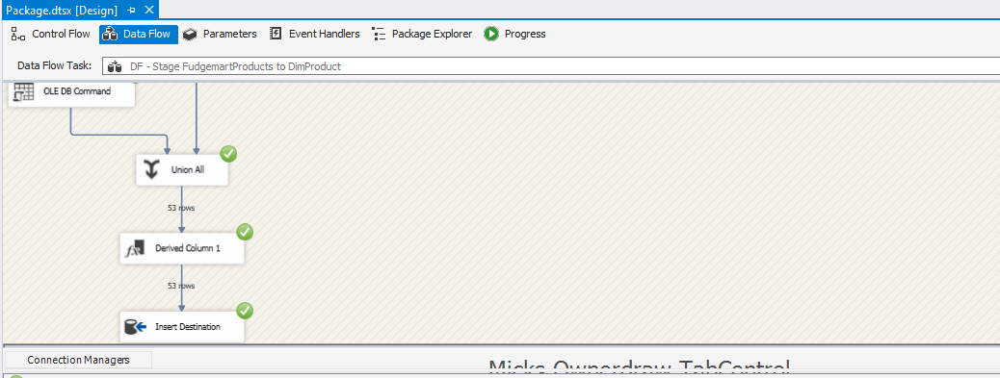 Package.dtsx [Design]
Control Flow Data Flow Parameters Event Handlers Package Explorer Progress
Data Flow Task: DF - Stage FudgemartProducts to DimProduct
OLE DB Command
Union All
53 rows
fx Derived Column 1
53 rows
Insert Destination
Connection Managers
Micks Ownerdraw TabControl